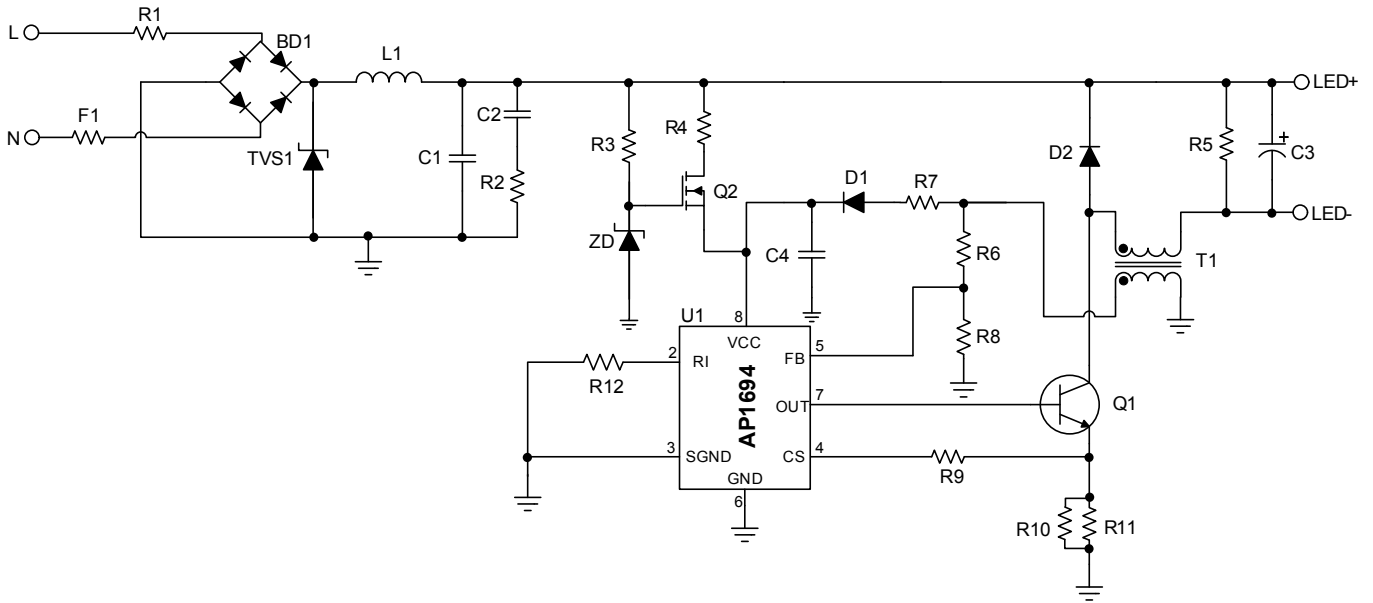 R1
L
BD1
L1
LED+
F1
N
TVS1
C1
C2
R2
R3
R4
Q2
ZD
D1
R7
C4
R6
R8
D2
R5
+
C3
LED-
T1
U1
8
VCC
2
RI
5
FB
R12
AP1694
7
OUT
Q1
3
SGND
4
CS
R9
GND
6
R10
R11